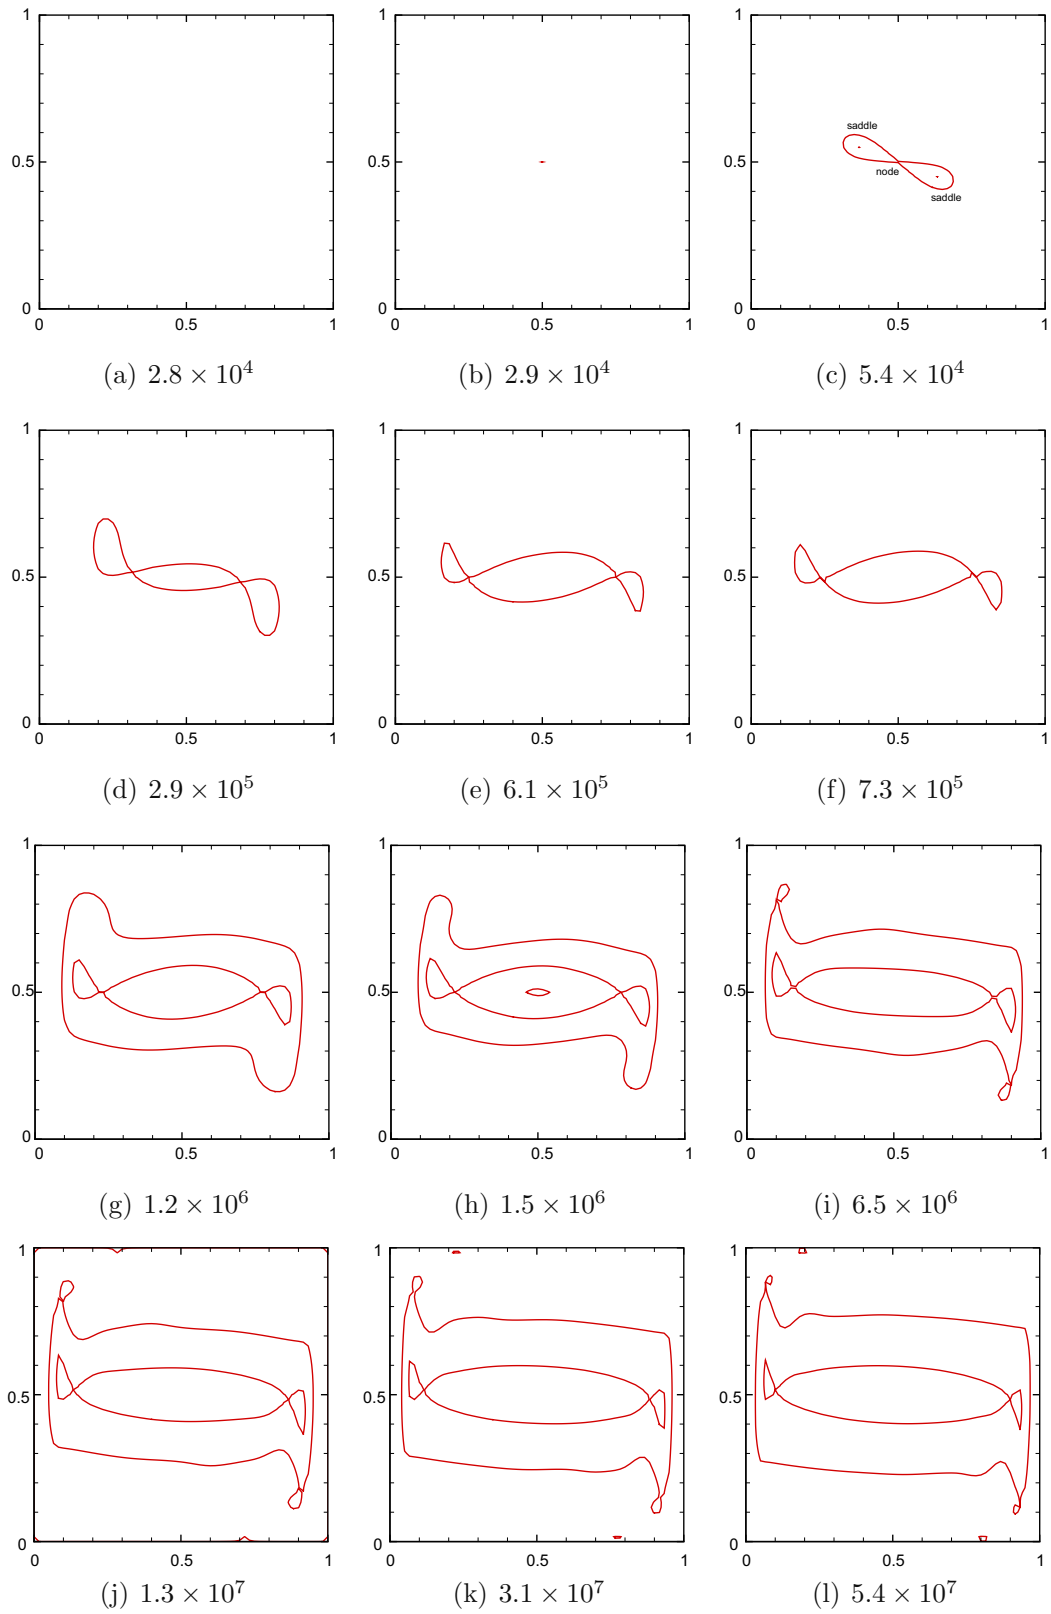 1
0.5
0
0 0.5 1
(a) 2.8 × 10⁴
1
0.5
0
0 0.5 1
(b) 2.9 × 10⁴
1
0.5
0
saddle
node
saddle
0 0.5 1
(c) 5.4 × 10⁴
1
0.5
0
0 0.5 1
(d) 2.9 × 10⁵
1
0.5
0
0 0.5 1
(e) 6.1 × 10⁵
1
0.5
0
0 0.5 1
(f) 7.3 × 10⁵
1
0.5
0
0 0.5 1
(g) 1.2 × 10⁶
1
0.5
0
0 0.5 1
(h) 1.5 × 10⁶
1
0.5
0
0 0.5 1
(i) 6.5 × 10⁶
1
0.5
0
0 0.5 1
(j) 1.3 × 10⁷
1
0.5
0
0 0.5 1
(k) 3.1 × 10⁷
1
0.5
0
0 0.5 1
(l) 5.4 × 10⁷